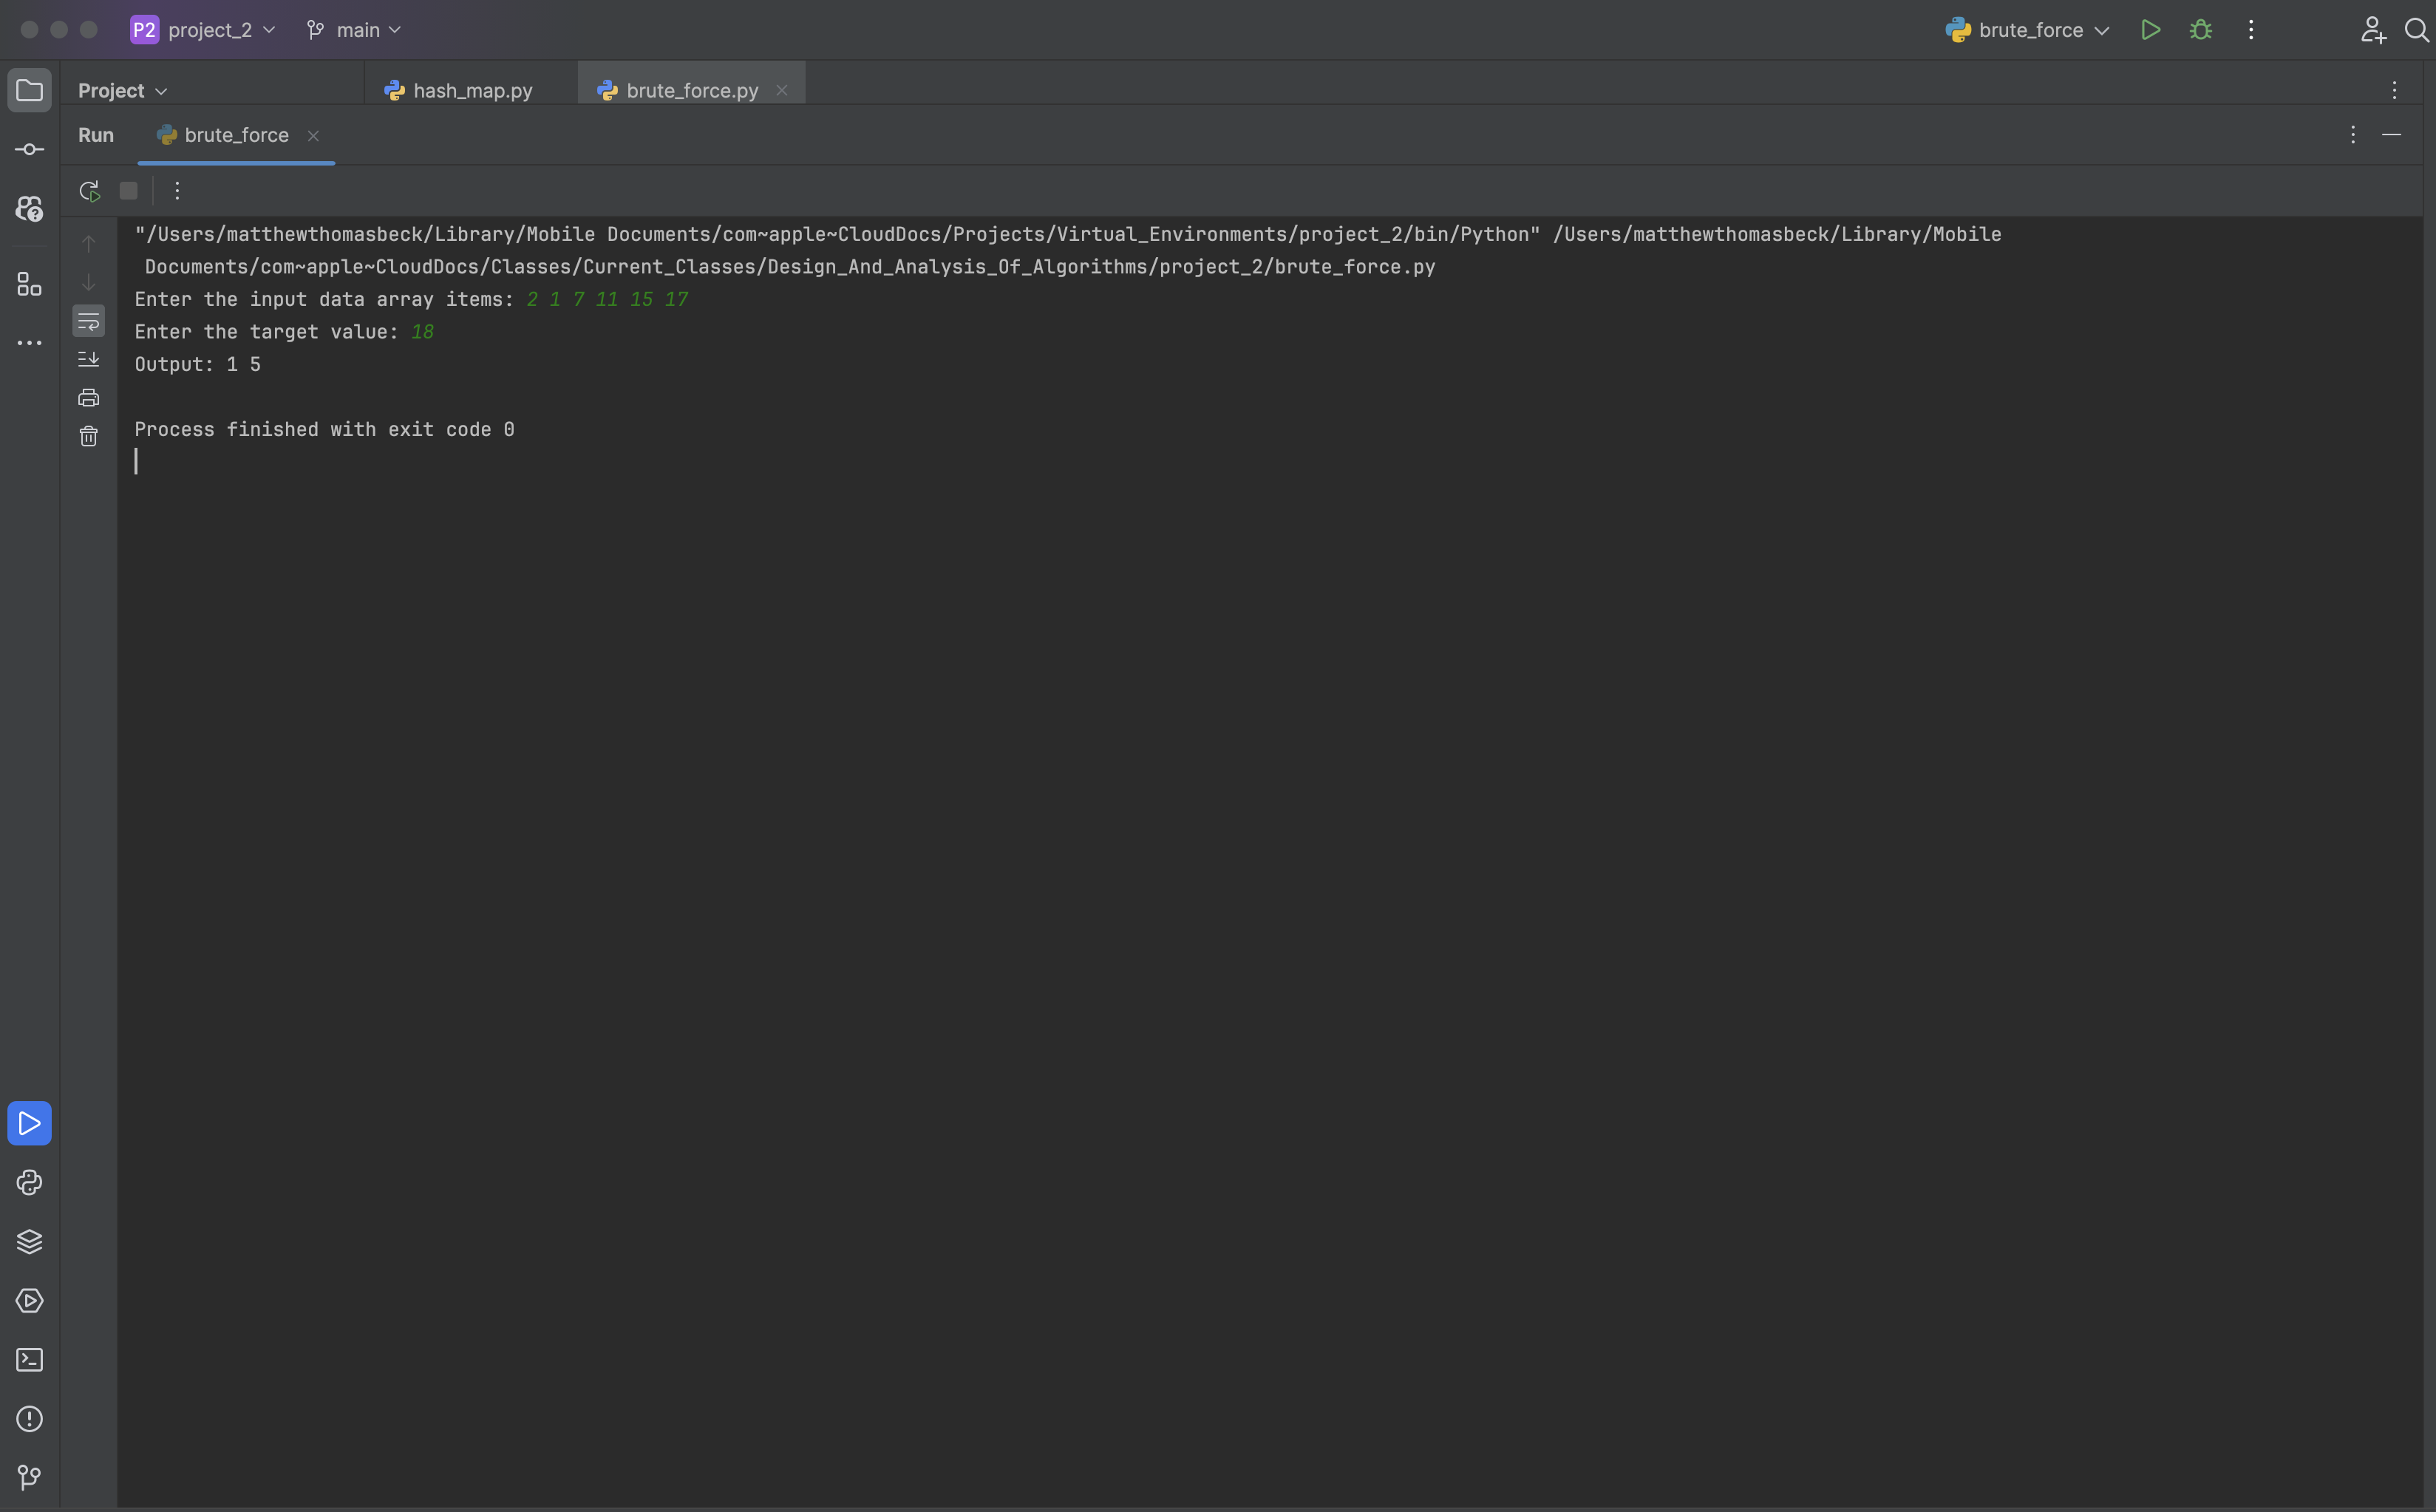 P2 project_2 main brute_force
Project hash_map.py brute_force.py
Run brute_force
"/Users/matthewthomasbeck/Library/Mobile Documents/com~apple~CloudDocs/Projects/Virtual_Environments/project_2/bin/Python" /Users/matthewthomasbeck/Library/Mobile
Documents/com~apple~CloudDocs/Classes/Current_Classes/Design_And_Analysis_Of_Algorithms/project_2/brute_force.py
Enter the input data array items: 2 1 7 11 15 17
Enter the target value: 18
Output: 1 5
Process finished with exit code 0